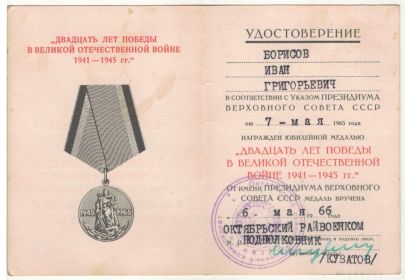 „ДВАДЦАТЬ ЛЕТ ПОБЕДЫ
В ВЕЛИКОЙ ОТЕЧЕСТВЕННОЙ ВОЙНЕ
1941—1945 гг.“
1945 1965
УДОСТОВЕРЕНИЕ
БОРИСОВ
ИВАН
ГРИГОРЬЕВИЧ
В СООТВЕТСТВИИ С УКАЗОМ ПРЕЗИДИУМА
ВЕРХОВНОГО СОВЕТА СССР
от 7 - мая 1965 года
НАГРАЖДЕН ЮБИЛЕЙНОЙ МЕДАЛЬЮ
„ДВАДЦАТЬ ЛЕТ ПОБЕДЫ
В ВЕЛИКОЙ ОТЕЧЕСТВЕННОЙ
ВОЙНЕ 1941—1945 гг.“
ОТ ИМЕНИ ПРЕЗИДИУМА ВЕРХОВНОГО
СОВЕТА СССР МЕДАЛЬ ВРУЧЕНА
6. мая 1966 года
ОКТЯБРЬСКИЙ РАЙВОЕНКОМ
ПОДПОЛКОВНИК
/КУВАТОВ/